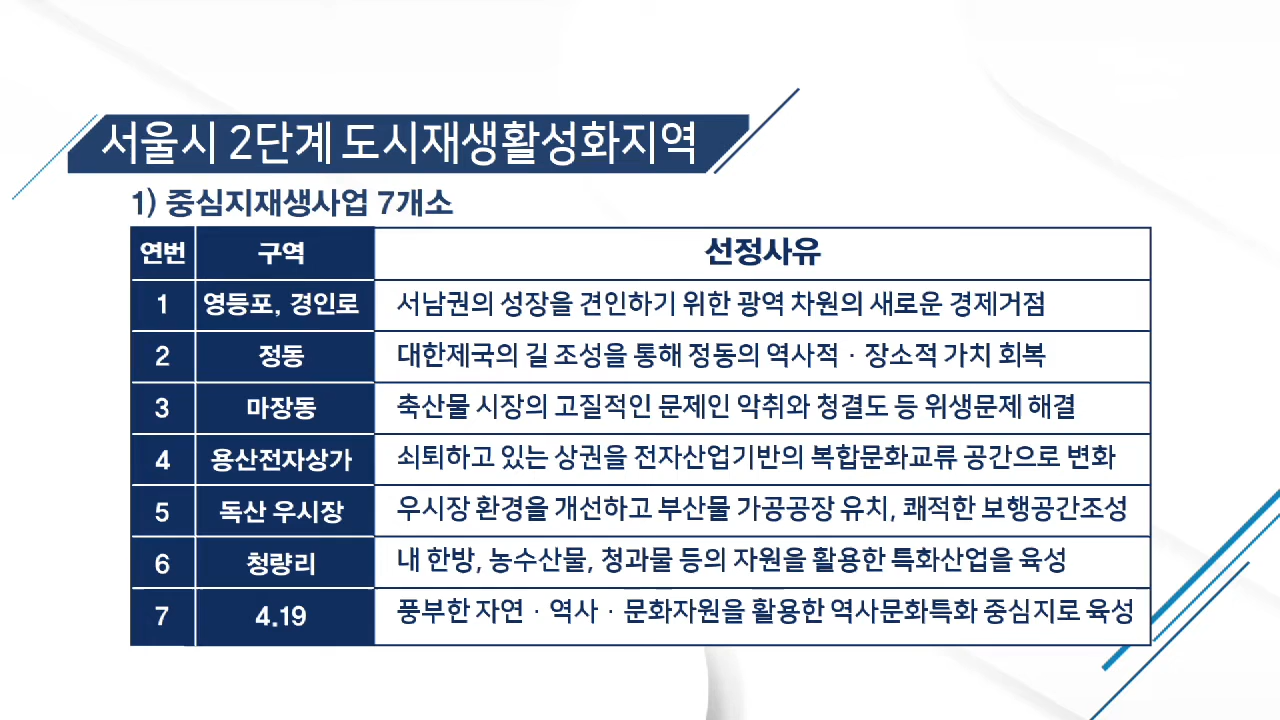 서울시 2단계 도시재생활성화지역
1) 중심지재생사업 7개소
연번 구역 선정사유
1 영등포, 경인로 서남권의 성장을 견인하기 위한 광역 차원의 새로운 경제거점
2 정동 대한제국의 길 조성을 통해 정동의 역사적 · 장소적 가치 회복
3 마장동 축산물 시장의 고질적인 문제인 악취와 청결도 등 위생문제 해결
4 용산전자상가 쇠퇴하고 있는 상권을 전자산업기반의 복합문화교류 공간으로 변화
5 독산 우시장 우시장 환경을 개선하고 부산물 가공공장 유치, 쾌적한 보행공간조성
6 청량리 내 한방, 농수산물, 청과물 등의 자원을 활용한 특화산업을 육성
7 4.19 풍부한 자연 · 역사 · 문화자원을 활용한 역사문화특화 중심지로 육성